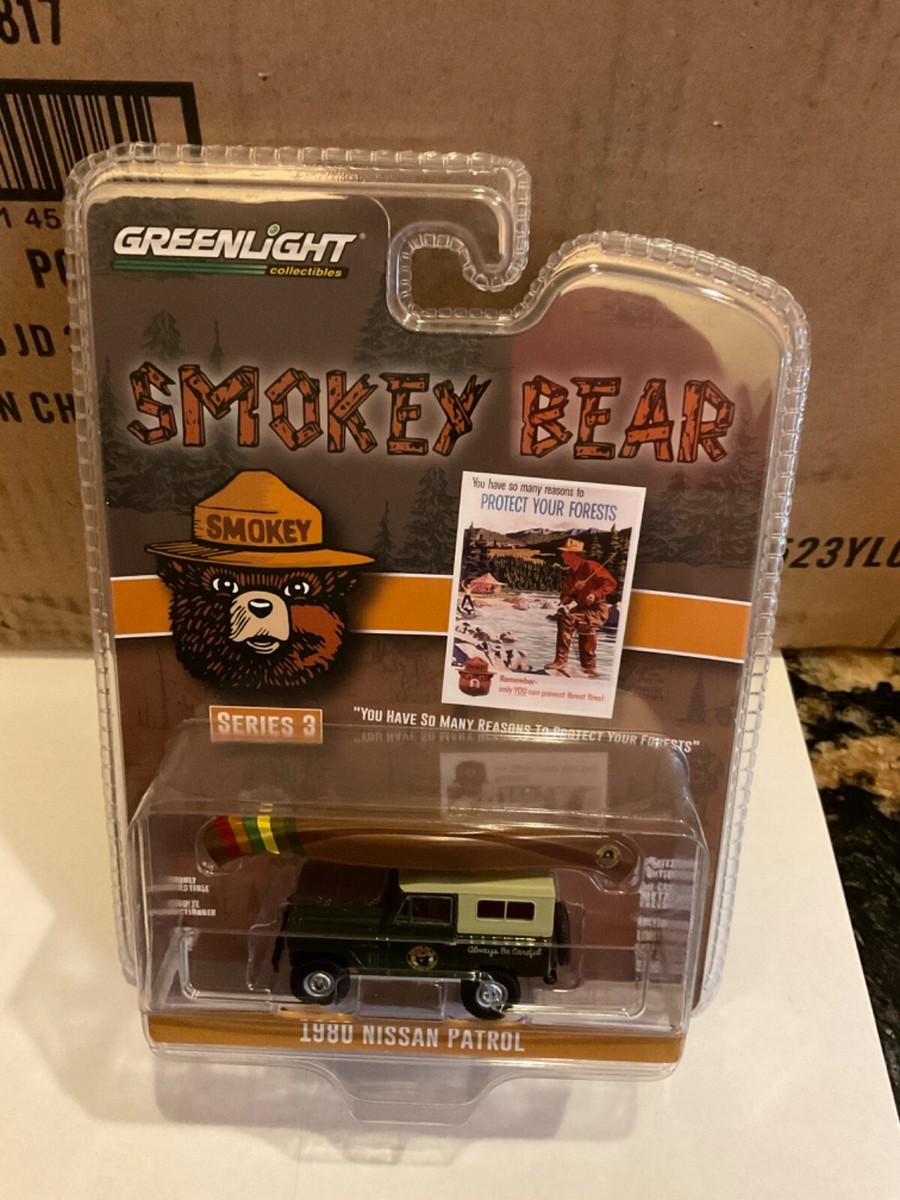 817
GREENLIGHT®
collectibles
SMOKEY BEAR
SMOKEY
You have so many reasons to
PROTECT YOUR FORESTS
Remember-
only YOU can prevent forest fires!
SERIES 3
"YOU HAVE SO MANY REASONS TO PROTECT YOUR FORESTS"
Always Be Careful
1980 NISSAN PATROL
523YLO